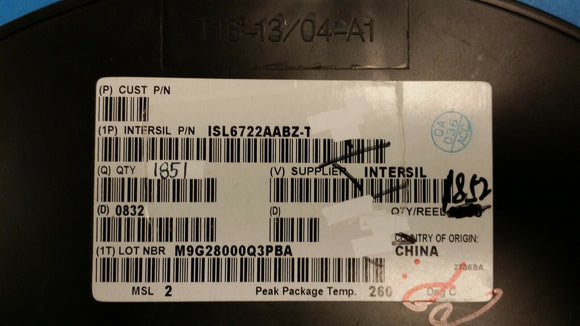 T16-13/04-A1
(P) CUST P/N
(1P) INTERSIL P/N ISL6722AABZ-T
QA
036
ACC
(Q) QTY 1851
(V) SUPPLIER INTERSIL
1852
(D) 0832
(D)
QTY/REEL
COUNTRY OF ORIGIN:
CHINA
(1T) LOT NBR M9G28000Q3PBA
MSL 2
Peak Package Temp. 260 Deg C